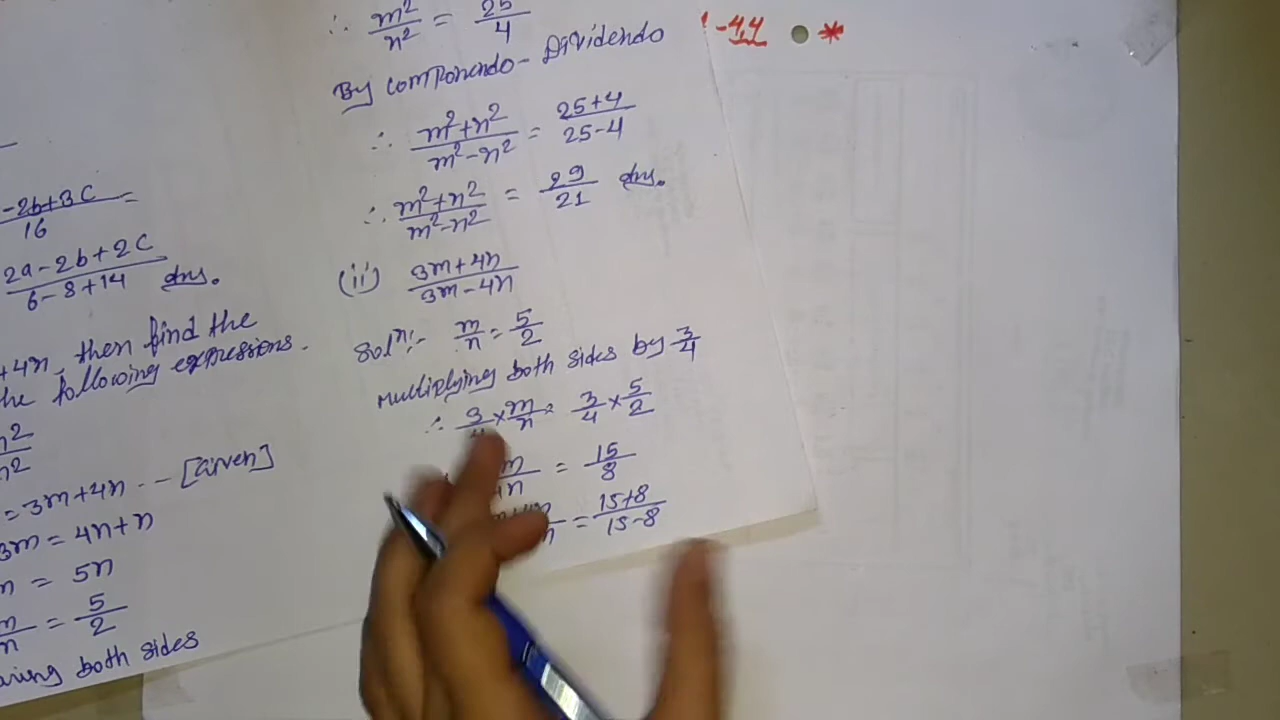 -2b+3c/16 =
2a-2b+2c/6-8+14 Ans.
+4n, then find the
the following expressions.
n²/n²
=3m+4n -- [Given]
3m = 4n+n
= 5n
m/n = 5/2
both sides
∴ m²/n² = 25/4
By componendo-Dividendo
∴ m²+n²/m²-n² = 25+4/25-4
∴ m²+n²/m²-n² = 29/21 Ans.
(ii) 3m+4n/3m-4n
Solⁿ:- m/n = 5/2
multiplying both sides by 3/4
∴ 3/4 × m/n = 3/4 × 5/2
m/4n = 15/8
= 15+8/15-8
-44 *